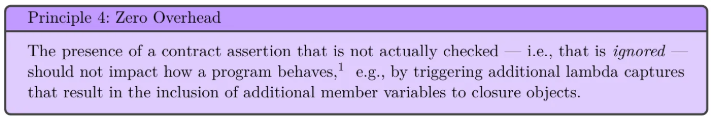 Principle 4: Zero Overhead
The presence of a contract assertion that is not actually checked — i.e., that is ignored —
should not impact how a program behaves,¹ e.g., by triggering additional lambda captures
that result in the inclusion of additional member variables to closure objects.